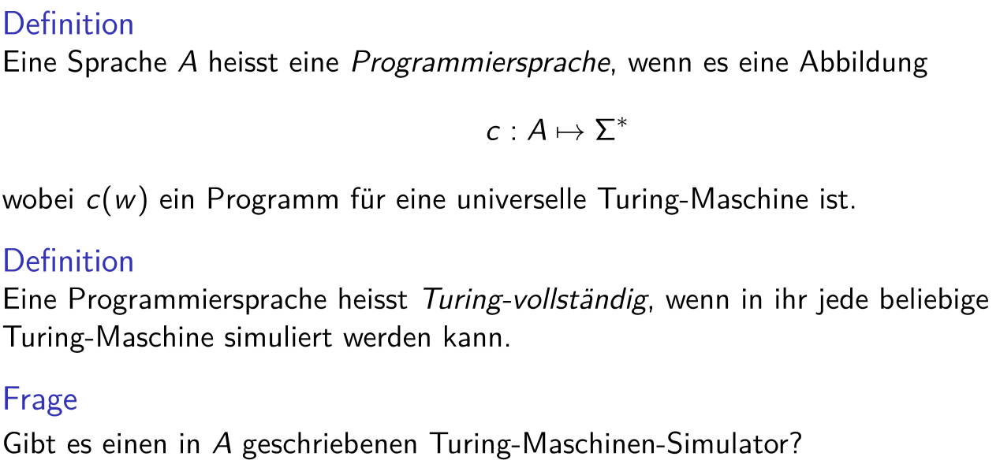 Definition
Eine Sprache A heisst eine Programmiersprache, wenn es eine Abbildung
c : A ↦ Σ*
wobei c(w) ein Programm für eine universelle Turing-Maschine ist.
Definition
Eine Programmiersprache heisst Turing-vollständig, wenn in ihr jede beliebige
Turing-Maschine simuliert werden kann.
Frage
Gibt es einen in A geschriebenen Turing-Maschinen-Simulator?